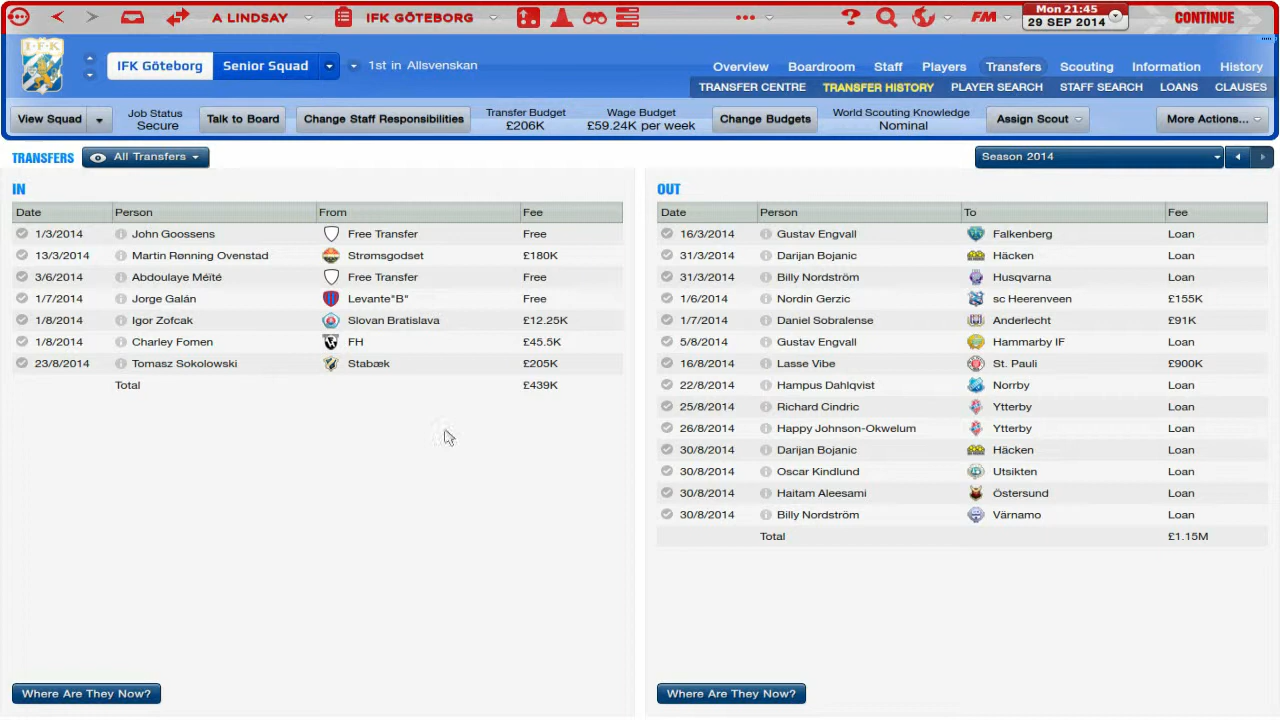 A LINDSAY IFK GÖTEBORG FM Mon 21:45 CONTINUE
29 SEP 2014
IFK Göteborg Senior Squad 1st in Allsvenskan Overview Boardroom Staff Players Transfers Scouting Information History
TRANSFER CENTRE TRANSFER HISTORY PLAYER SEARCH STAFF SEARCH LOANS CLAUSES
View Squad Job Status Secure Talk to Board Change Staff Responsibilities Transfer Budget £206K Wage Budget £59.24K per week Change Budgets World Scouting Knowledge Nominal Assign Scout More Actions...
TRANSFERS All Transfers Season 2014
IN
Date Person From Fee
1/3/2014 John Goossens Free Transfer Free
13/3/2014 Martin Rønning Ovenstad Strømsgodset £180K
3/6/2014 Abdoulaye Méïté Free Transfer Free
1/7/2014 Jorge Galán Levante"B" Free
1/8/2014 Igor Zofcak Slovan Bratislava £12.25K
1/8/2014 Charley Fomen FH £45.5K
23/8/2014 Tomasz Sokolowski Stabæk £205K
Total £439K
Where Are They Now?
OUT
Date Person To Fee
16/3/2014 Gustav Engvall Falkenberg Loan
31/3/2014 Darijan Bojanic Häcken Loan
31/3/2014 Billy Nordström Husqvarna Loan
1/6/2014 Nordin Gerzic sc Heerenveen £155K
1/7/2014 Daniel Sobralense Anderlecht £91K
5/8/2014 Gustav Engvall Hammarby IF Loan
16/8/2014 Lasse Vibe St. Pauli £900K
22/8/2014 Hampus Dahlqvist Norrby Loan
25/8/2014 Richard Cindric Ytterby Loan
26/8/2014 Happy Johnson-Okwelum Ytterby Loan
30/8/2014 Darijan Bojanic Häcken Loan
30/8/2014 Oscar Kindlund Utsikten Loan
30/8/2014 Haitam Aleesami Östersund Loan
30/8/2014 Billy Nordström Värnamo Loan
Total £1.15M
Where Are They Now?